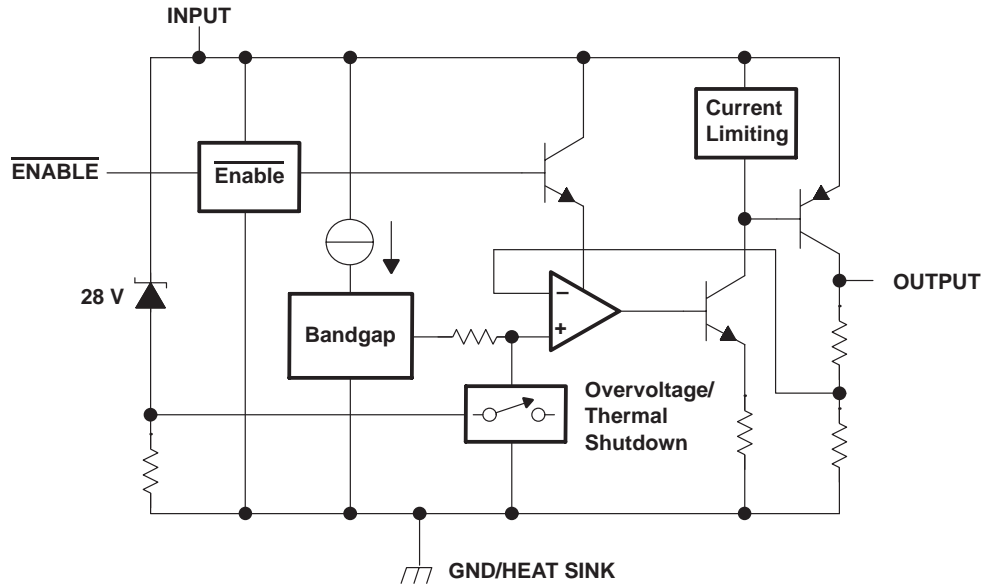 INPUT
Current
Limiting
ENABLE
Enable
28 V
OUTPUT
−
+
Bandgap
Overvoltage/
Thermal
Shutdown
GND/HEAT SINK